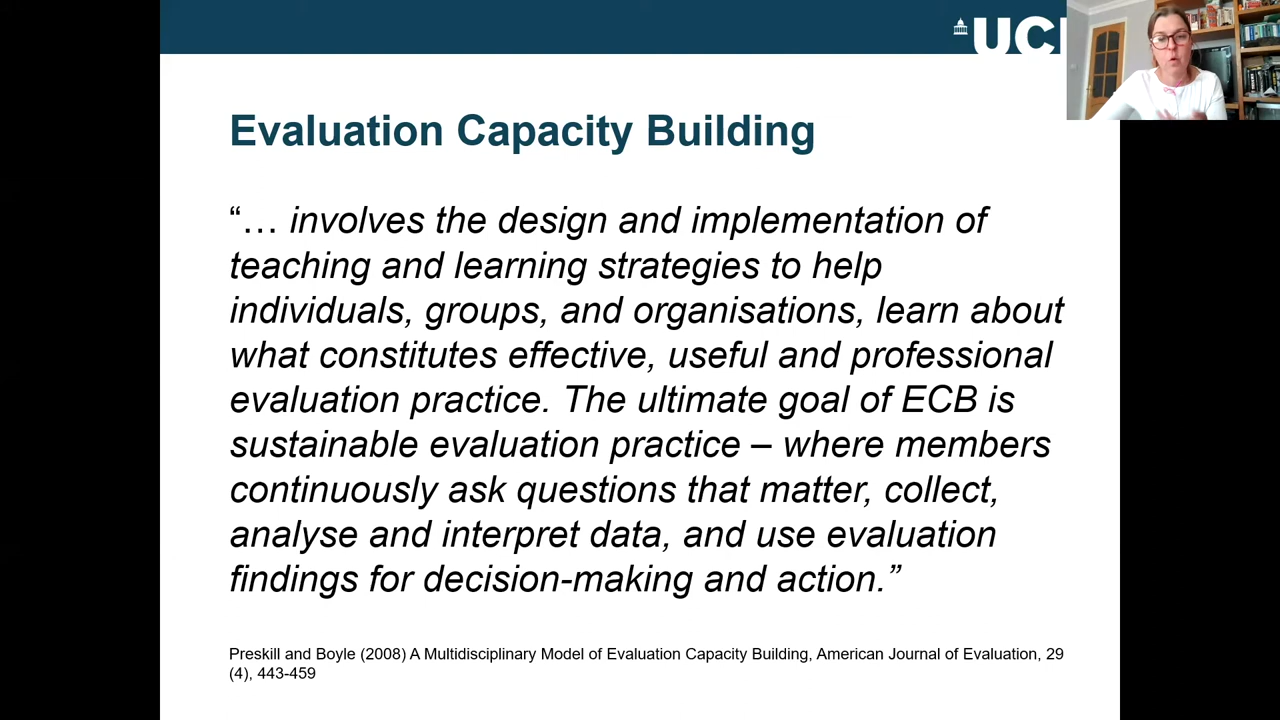 UC
Evaluation Capacity Building
“… involves the design and implementation of
teaching and learning strategies to help
individuals, groups, and organisations, learn about
what constitutes effective, useful and professional
evaluation practice. The ultimate goal of ECB is
sustainable evaluation practice – where members
continuously ask questions that matter, collect,
analyse and interpret data, and use evaluation
findings for decision-making and action.”
Preskill and Boyle (2008) A Multidisciplinary Model of Evaluation Capacity Building, American Journal of Evaluation, 29
(4), 443-459